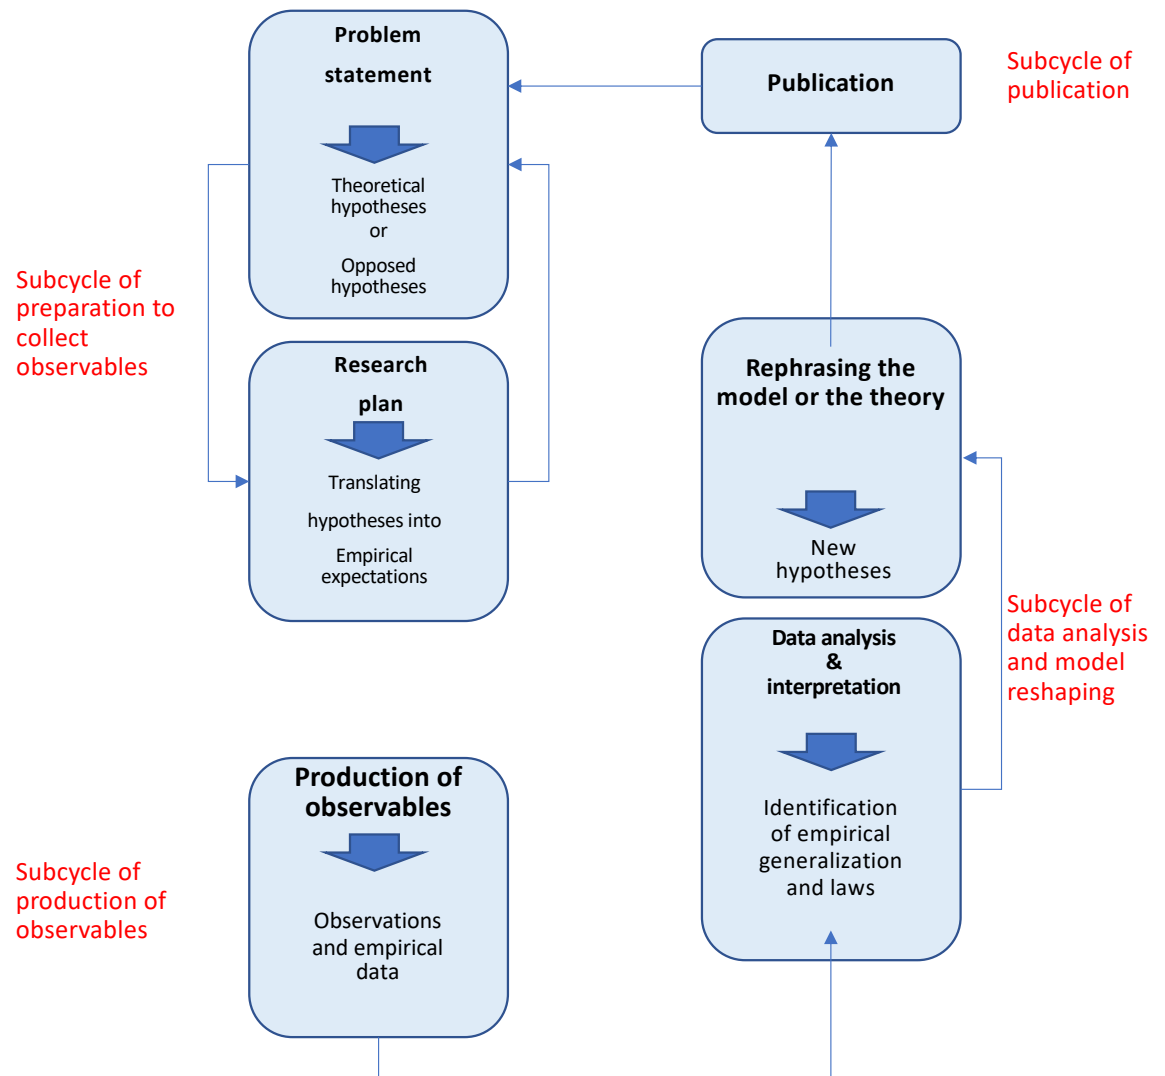 Problem
statement
Theoretical
hypotheses
or
Opposed
hypotheses
Publication
Subcycle of
publication
Subcycle of
preparation to
collect
observables
Research
plan
Translating
hypotheses into
Empirical
expectations
Rephrasing the
model or the theory
New
hypotheses
Subcycle of
data analysis
and model
reshaping
Data analysis
&
interpretation
Identification
of empirical
generalization
and laws
Production of
observables
Observations
and empirical
data
Subcycle of
production of
observables